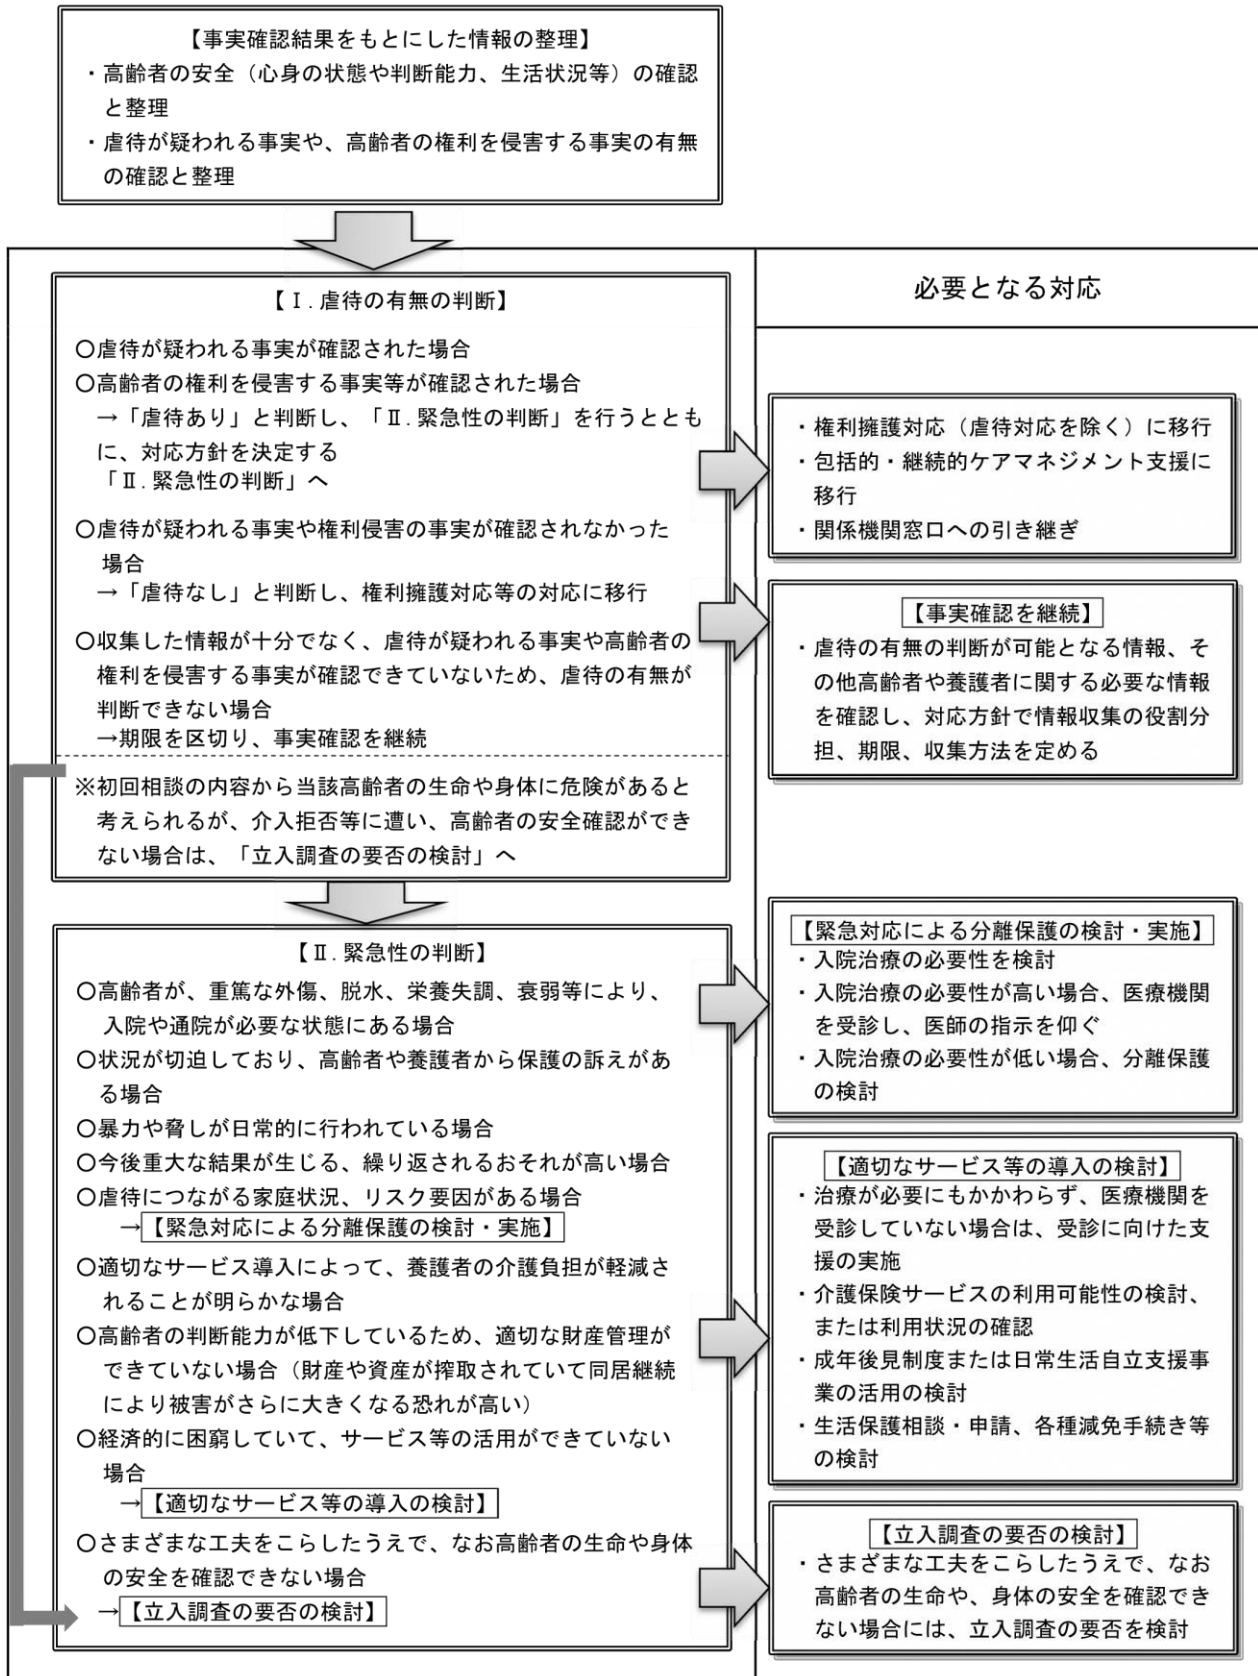 【事実確認結果をもとにした情報の整理】
・高齢者の安全（心身の状態や判断能力、生活状況等）の確認
と整理
・虐待が疑われる事実や、高齢者の権利を侵害する事実の有無
の確認と整理
【Ⅰ.虐待の有無の判断】
〇虐待が疑われる事実が確認された場合
〇高齢者の権利を侵害する事実等が確認された場合
→「虐待あり」と判断し、「Ⅱ.緊急性の判断」を行うととも
に、対応方針を決定する
「Ⅱ.緊急性の判断」へ
〇虐待が疑われる事実や権利侵害の事実が確認されなかった
場合
→「虐待なし」と判断し、権利擁護対応等の対応に移行
〇収集した情報が十分でなく、虐待が疑われる事実や高齢者の
権利を侵害する事実が確認できていないため、虐待の有無が
判断できない場合
→期限を区切り、事実確認を継続
※初回相談の内容から当該高齢者の生命や身体に危険があると
考えられるが、介入拒否等に遭い、高齢者の安全確認ができ
ない場合は、「立入調査の要否の検討」へ
【Ⅱ.緊急性の判断】
〇高齢者が、重篤な外傷、脱水、栄養失調、衰弱等により、
入院や通院が必要な状態にある場合
〇状況が切迫しており、高齢者や養護者から保護の訴えがあ
る場合
〇暴力や脅しが日常的に行われている場合
〇今後重大な結果が生じる、繰り返されるおそれが高い場合
〇虐待につながる家庭状況、リスク要因がある場合
→【緊急対応による分離保護の検討・実施】
〇適切なサービス導入によって、養護者の介護負担が軽減さ
れることが明らかな場合
〇高齢者の判断能力が低下しているため、適切な財産管理が
できていない場合（財産や資産が搾取されていて同居継続
により被害がさらに大きくなる恐れが高い）
〇経済的に困窮していて、サービス等の活用ができていない
場合
→【適切なサービス等の導入の検討】
〇さまざまな工夫をこらしたうえで、なお高齢者の生命や身体
の安全を確認できない場合
→【立入調査の要否の検討】
必要となる対応
・権利擁護対応（虐待対応を除く）に移行
・包括的・継続的ケアマネジメント支援に
移行
・関係機関窓口への引き継ぎ
【事実確認を継続】
・虐待の有無の判断が可能となる情報、そ
の他高齢者や養護者に関する必要な情報
を確認し、対応方針で情報収集の役割分
担、期限、収集方法を定める
【緊急対応による分離保護の検討・実施】
・入院治療の必要性を検討
・入院治療の必要性が高い場合、医療機関
を受診し、医師の指示を仰ぐ
・入院治療の必要性が低い場合、分離保護
の検討
【適切なサービス等の導入の検討】
・治療が必要にもかかわらず、医療機関を
受診していない場合は、受診に向けた支
援の実施
・介護保険サービスの利用可能性の検討、
または利用状況の確認
・成年後見制度または日常生活自立支援事
業の活用の検討
・生活保護相談・申請、各種減免手続き等
の検討
【立入調査の要否の検討】
・さまざまな工夫をこらしたうえで、なお
高齢者の生命や、身体の安全を確認でき
ない場合には、立入調査の要否を検討